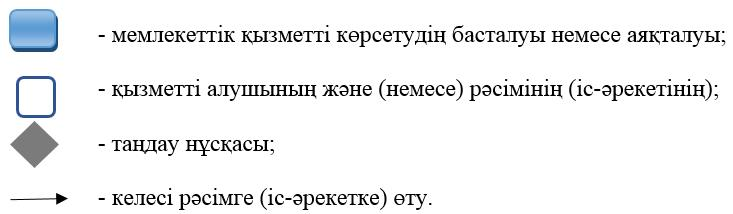 - мемлекеттік қызметті көрсетудің басталуы немесе аяқталуы;
- қызметті алушының және (немесе) рәсімінің (іс-әрекетінің);
- таңдау нұсқасы;
- келесі рәсімге (іс-әрекетке) өту.